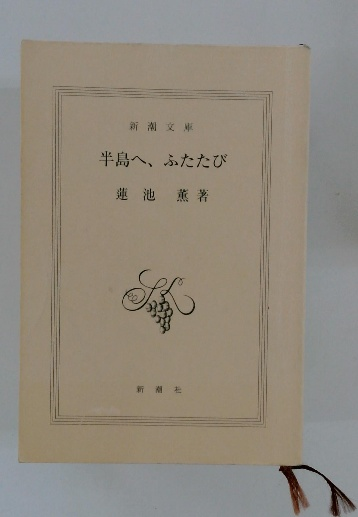 新潮文庫
半島へ、ふたたび
蓮池薫著
新潮社